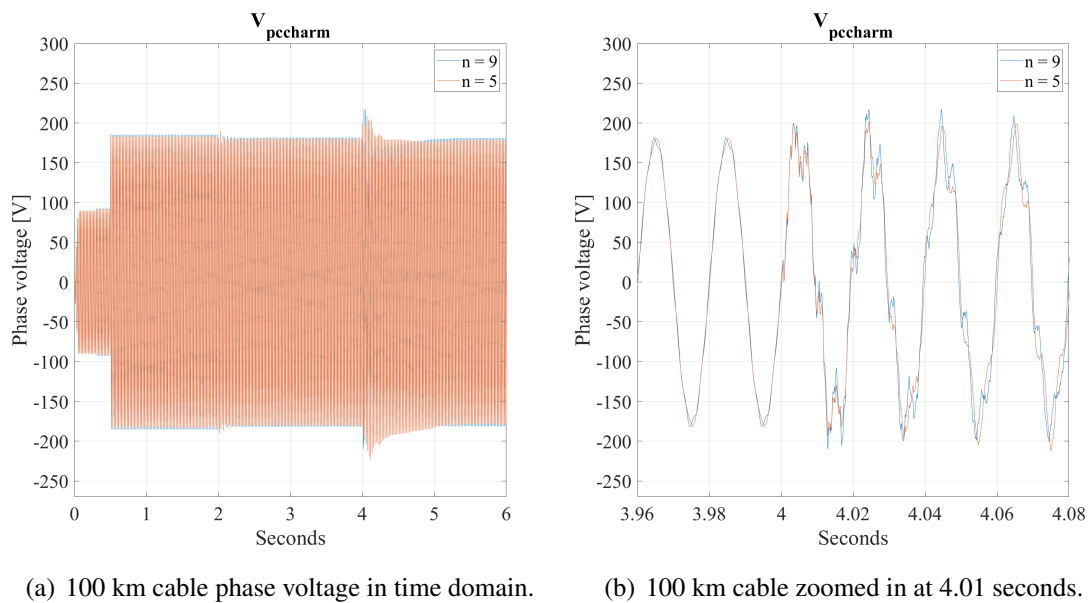 V_pccharm
300
250
200
150
100
50
0
-50
-100
-150
-200
-250
Phase voltage [V]
n = 9
n = 5
0 1 2 3 4 5 6
Seconds
(a) 100 km cable phase voltage in time domain.
V_pccharm
300
250
200
150
100
50
0
-50
-100
-150
-200
-250
Phase voltage [V]
n = 9
n = 5
3.96 3.98 4 4.02 4.04 4.06 4.08
Seconds
(b) 100 km cable zoomed in at 4.01 seconds.